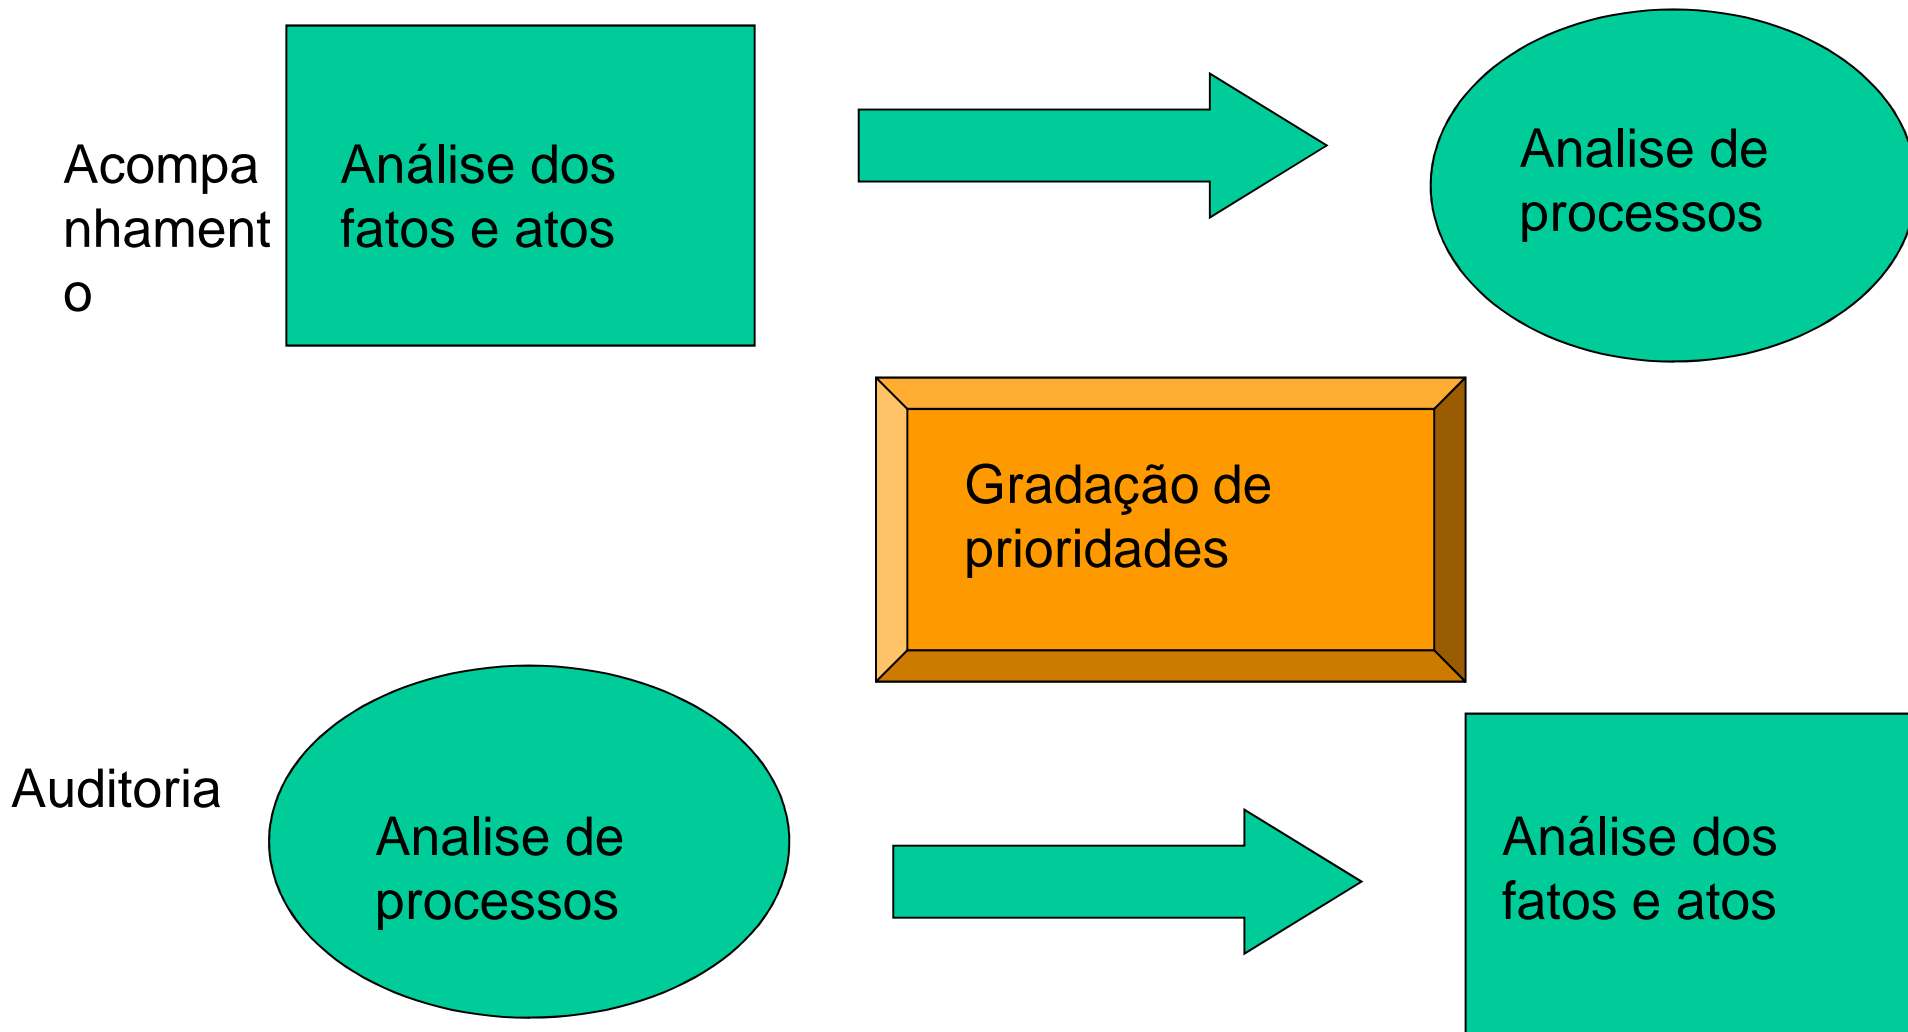 Acompa
nhament
o
Análise dos
fatos e atos
Analise de
processos
Gradação de
prioridades
Auditoria
Analise de
processos
Análise dos
fatos e atos